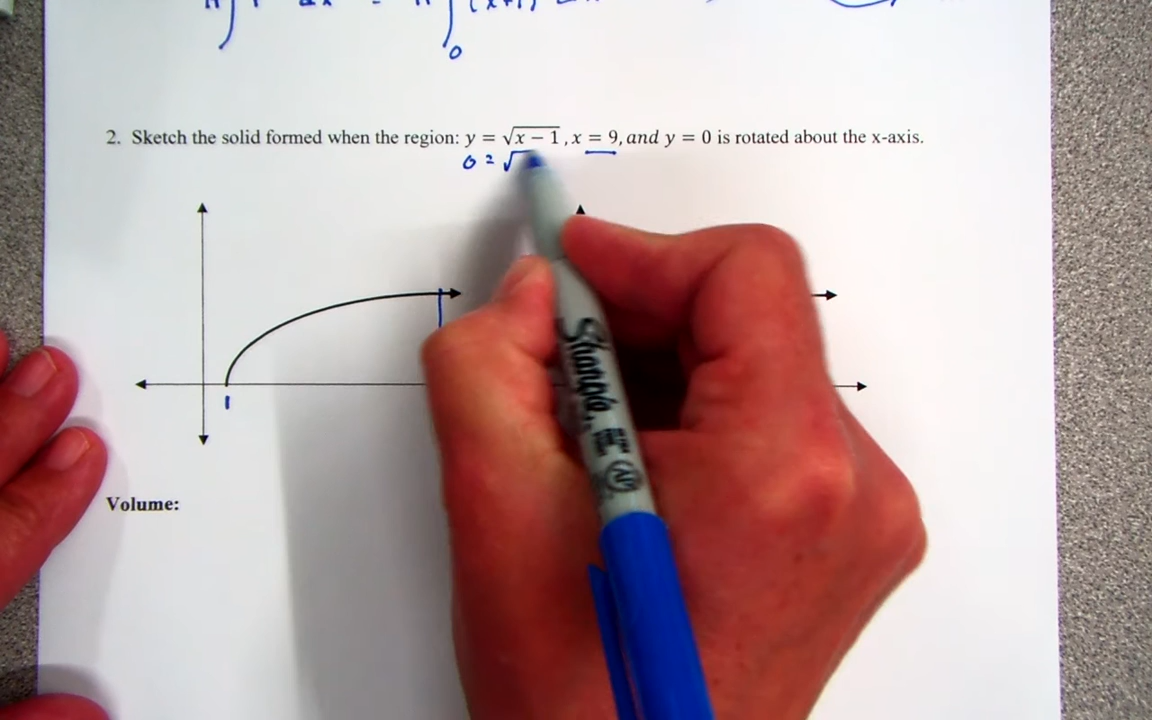 0
2. Sketch the solid formed when the region: y = √x − 1, x = 9, and y = 0 is rotated about the x-axis.
0 = √
1
Sharpie
Volume: